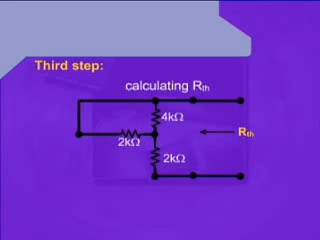 Third step:
calculating Rth
4kΩ
Rth
2kΩ
2kΩ